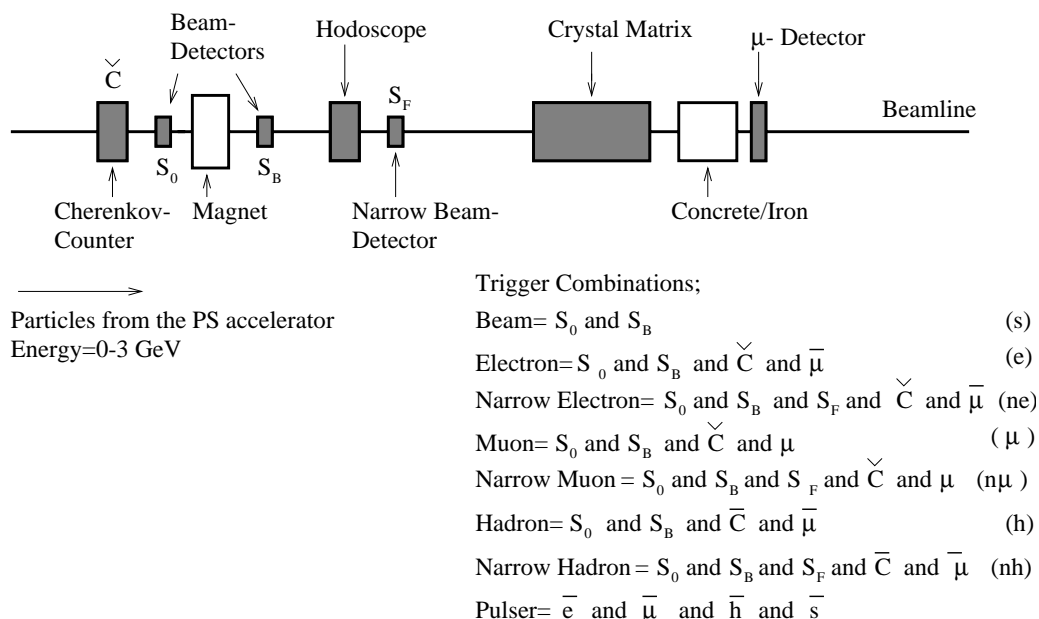 Beam-
Detectors
Hodoscope
Crystal Matrix
μ- Detector
Č
S_F
Beamline
S_0
S_B
Cherenkov-
Counter
Magnet
Narrow Beam-
Detector
Concrete/Iron
Particles from the PS accelerator
Energy=0-3 GeV
Trigger Combinations;
Beam= S_0 and S_B (s)
Electron= S_0 and S_B and Č and μ̅ (e)
Narrow Electron= S_0 and S_B and S_F and Č and μ̅ (ne)
Muon= S_0 and S_B and Č and μ (μ)
Narrow Muon = S_0 and S_B and S_F and Č and μ (nμ)
Hadron= S_0 and S_B and C̅ and μ̅ (h)
Narrow Hadron = S_0 and S_B and S_F and C̅ and μ̅ (nh)
Pulser= e̅ and μ̅ and h̅ and s̅